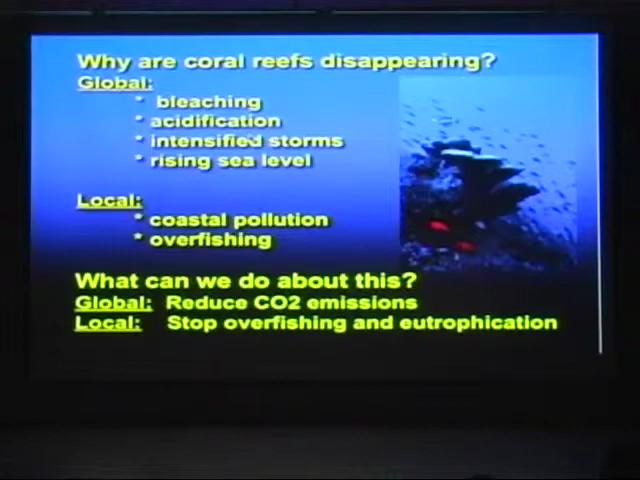 Why are coral reefs disappearing?
Global:
* bleaching
* acidification
* intensified storms
* rising sea level
Local:
* coastal pollution
* overfishing
What can we do about this?
Global: Reduce CO2 emissions
Local: Stop overfishing and eutrophication